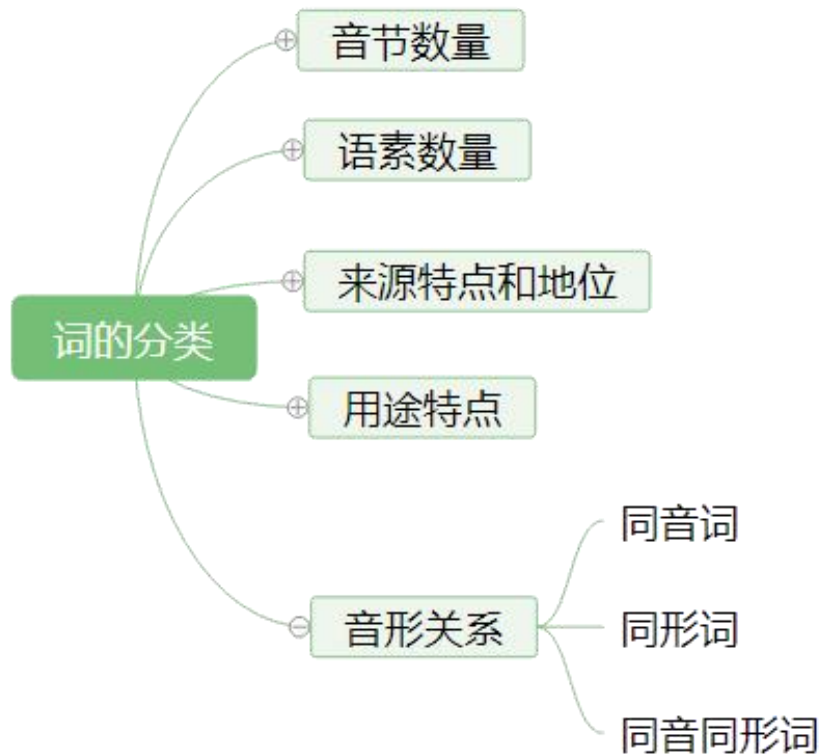 音节数量
语素数量
来源特点和地位
词的分类
用途特点
同音词
音形关系
同形词
同音同形词